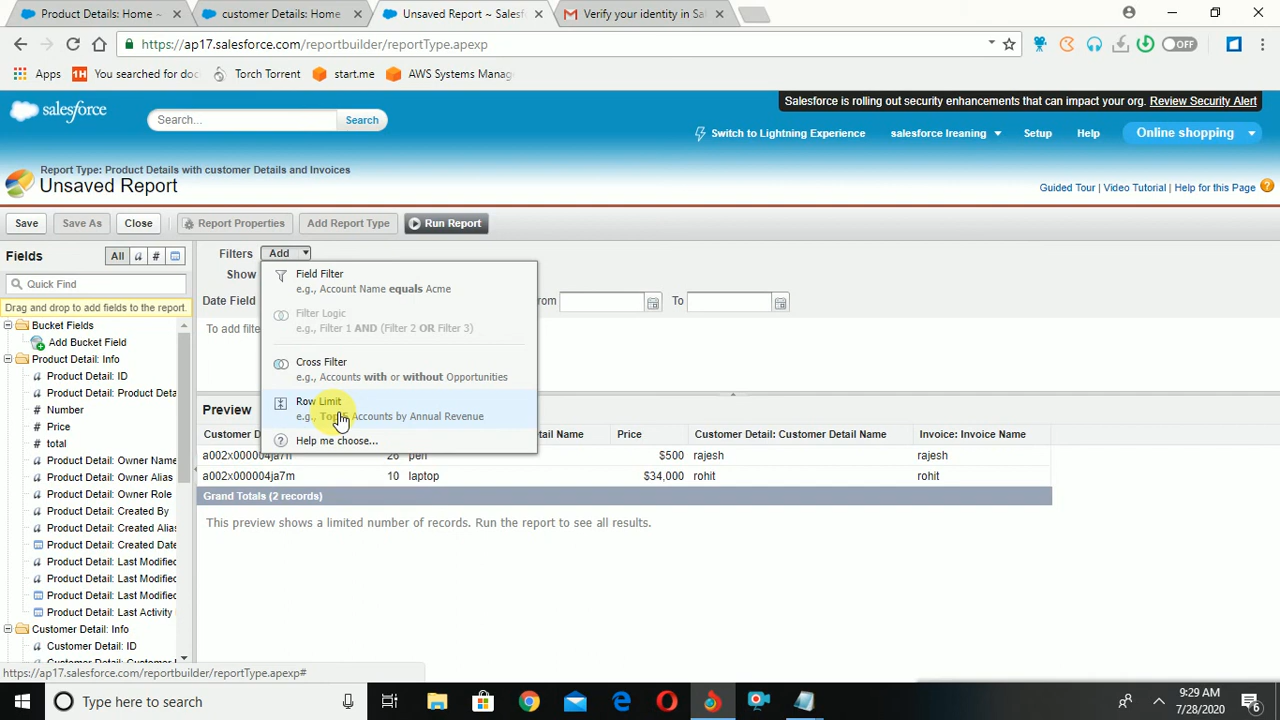 Product Details: Home ~
customer Details: Home
Unsaved Report ~ Salesf
Verify your identity in Sal
https://ap17.salesforce.com/reportbuilder/reportType.apexp
OFF
Apps
You searched for doc
Torch Torrent
start.me
AWS Systems Manag
salesforce
Search...
Search
Salesforce is rolling out security enhancements that can impact your org. Review Security Alert
Switch to Lightning Experience
salesforce lreaning
Setup
Help
Online shopping
Report Type: Product Details with customer Details and Invoices
Unsaved Report
Guided Tour | Video Tutorial | Help for this Page
Save
Save As
Close
Report Properties
Add Report Type
Run Report
Fields
All
a
#
Quick Find
Drag and drop to add fields to the report.
Bucket Fields
Add Bucket Field
Product Detail: Info
a Product Detail: ID
a Product Detail: Product Deta
# Number
# Price
# total
a Product Detail: Owner Name
a Product Detail: Owner Alias
a Product Detail: Owner Role
a Product Detail: Created By
a Product Detail: Created Alias
Product Detail: Created Date
a Product Detail: Last Modified
a Product Detail: Last Modified
Product Detail: Last Modified
Product Detail: Last Activity
Customer Detail: Info
a Customer Detail: ID
Filters
Add
Show
Date Field
From
To
To add filte
Field Filter
e.g., Account Name equals Acme
Filter Logic
e.g., Filter 1 AND (Filter 2 OR Filter 3)
Cross Filter
e.g., Accounts with or without Opportunities
Row Limit
e.g., Top 5 Accounts by Annual Revenue
Help me choose...
Preview
Customer D
etail Name
Price
Customer Detail: Customer Detail Name
Invoice: Invoice Name
26 pen $500 rajesh rajesh
a002x000004ja7m 10 laptop $34,000 rohit rohit
Grand Totals (2 records)
This preview shows a limited number of records. Run the report to see all results.
https://ap17.salesforce.com/reportbuilder/reportType.apexp#
Type here to search
9:29 AM
7/28/2020
6